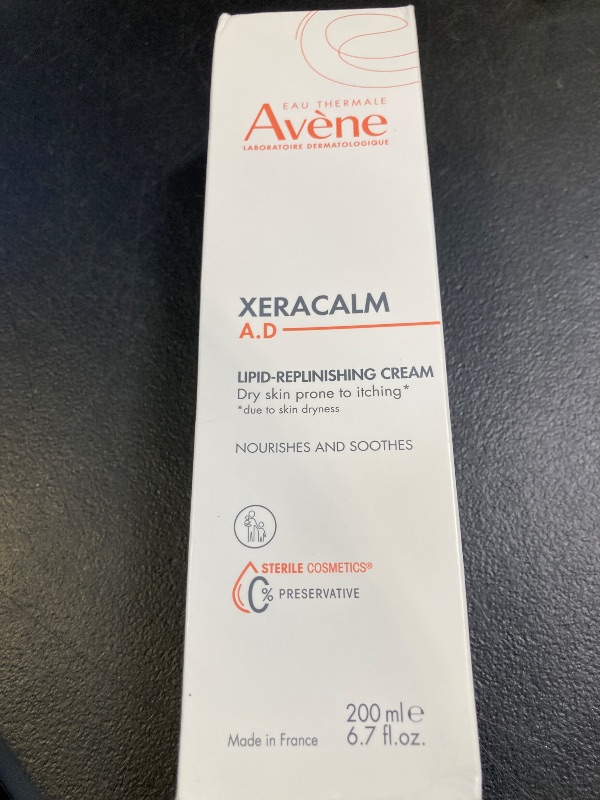 EAU THERMALE
Avène
LABORATOIRE DERMATOLOGIQUE
XERACALM
A.D
LIPID-REPLINISHING CREAM
Dry skin prone to itching*
*due to skin dryness
NOURISHES AND SOOTHES
STERILE COSMETICS®
0% PRESERVATIVE
200 ml e
Made in France 6.7 fl.oz.